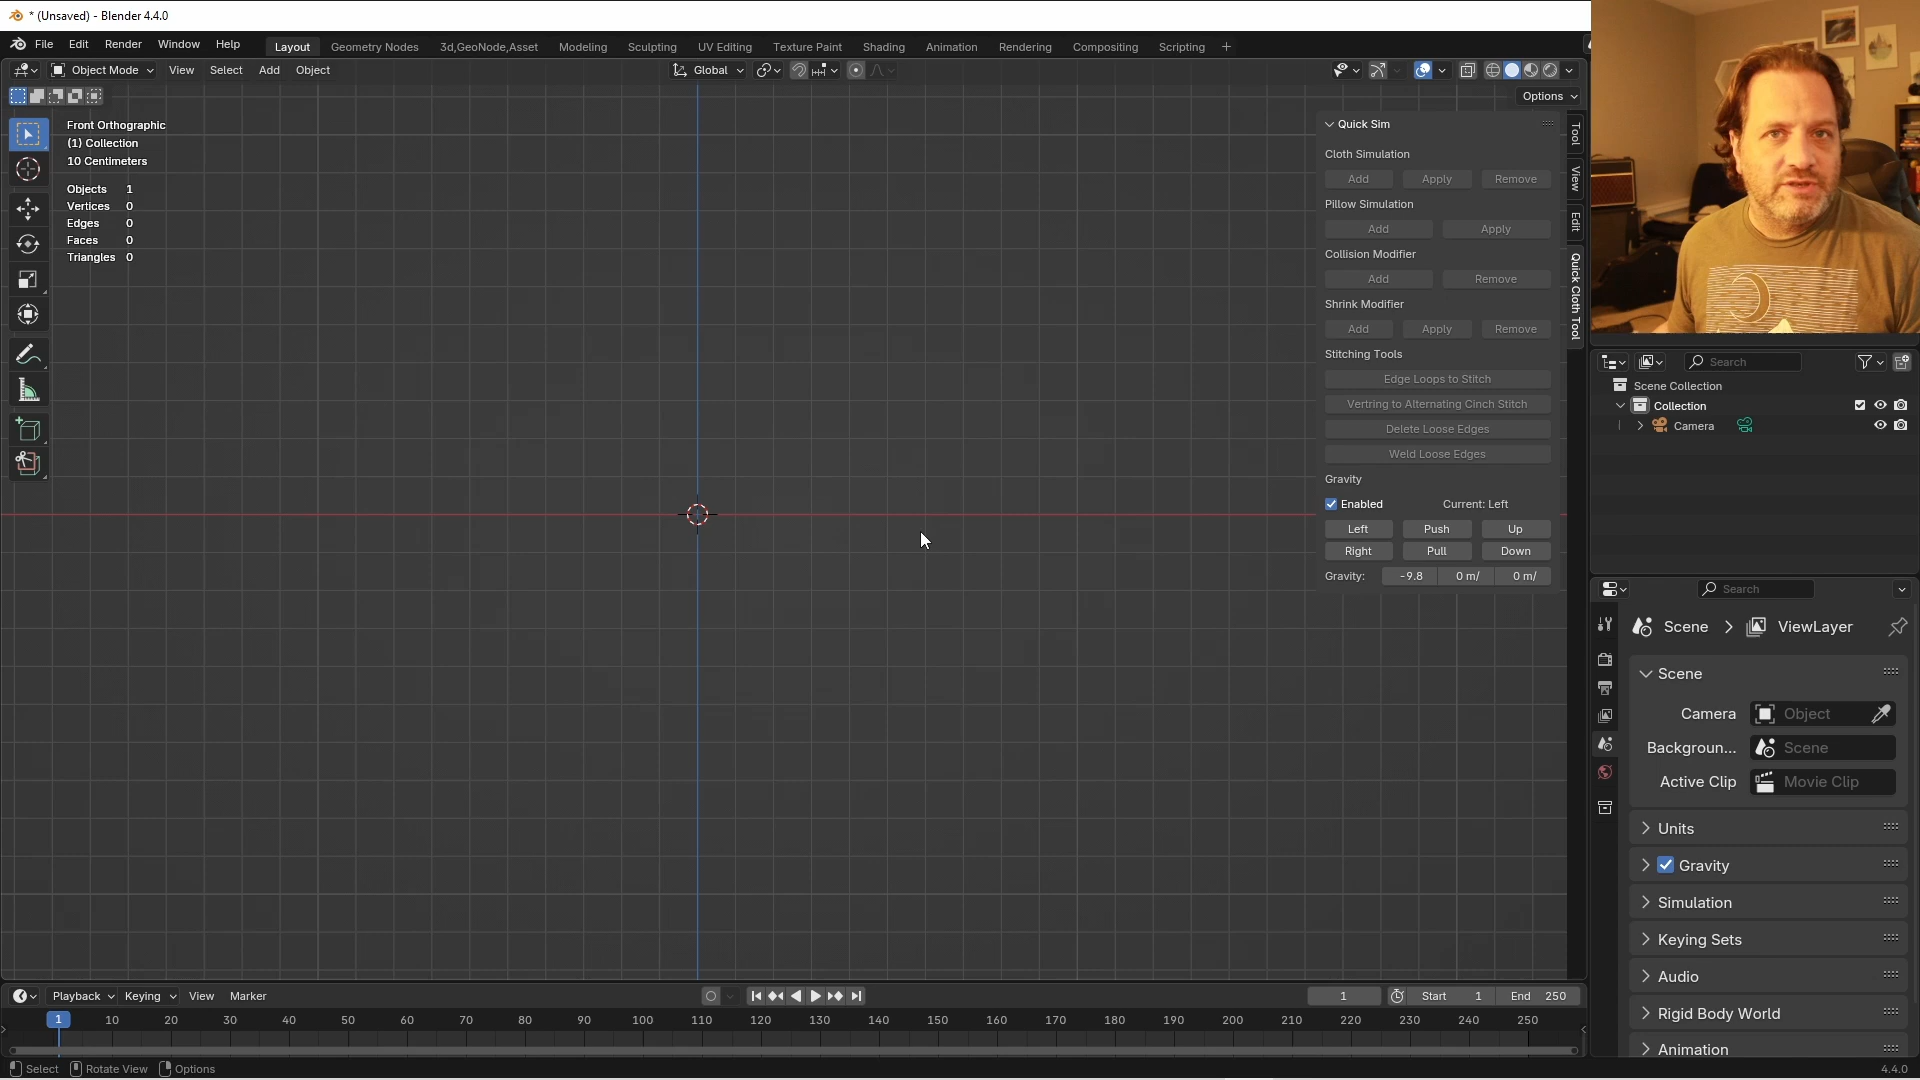 * (Unsaved) - Blender 4.4.0
File Edit Render Window Help Layout Geometry Nodes 3d,GeoNode,Asset Modeling Sculpting UV Editing Texture Paint Shading Animation Rendering Compositing Scripting +
Object Mode View Select Add Object Global
Options
Front Orthographic
(1) Collection
10 Centimeters
Objects 1
Vertices 0
Edges 0
Faces 0
Triangles 0
Quick Sim
Cloth Simulation
Add Apply Remove
Pillow Simulation
Add Apply
Collision Modifier
Add Remove
Shrink Modifier
Add Apply Remove
Stitching Tools
Edge Loops to Stitch
Vertring to Alternating Cinch Stitch
Delete Loose Edges
Weld Loose Edges
Gravity
Enabled Current: Left
Left Push Up
Right Pull Down
Gravity: -9.8 0 m/ 0 m/
Tool
View
Edit
Quick Cloth Tool
Search
Scene Collection
Collection
Camera
Search
Scene > ViewLayer
Scene
Camera Object
Backgroun... Scene
Active Clip Movie Clip
Units
Gravity
Simulation
Keying Sets
Audio
Rigid Body World
Animation
Playback Keying View Marker 1 Start 1 End 250
1 10 20 30 40 50 60 70 80 90 100 110 120 130 140 150 160 170 180 190 200 210 220 230 240 250
Select Rotate View Options 4.4.0